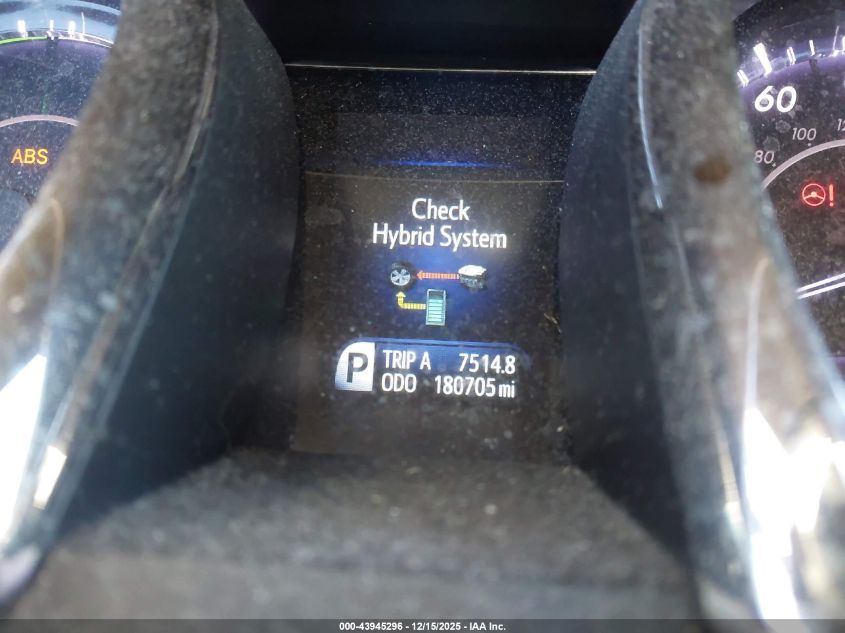 ABS
60
80
100
Check
Hybrid System
P
TRIP A 7514.8
ODO 180705 mi
!
000-43945296 - 12/15/2025 - IAA Inc.